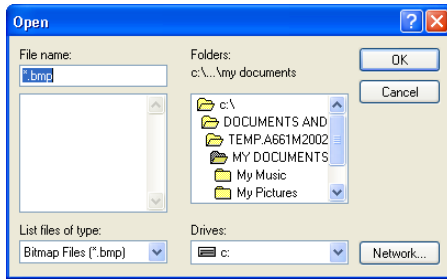 Open
File name:
*.bmp
Folders:
c:\...\my documents
c:\
DOCUMENTS AND
TEMP.A661M2002
MY DOCUMENTS
My Music
My Pictures
OK
Cancel
List files of type:
Bitmap Files (*.bmp)
Drives:
c:
Network...